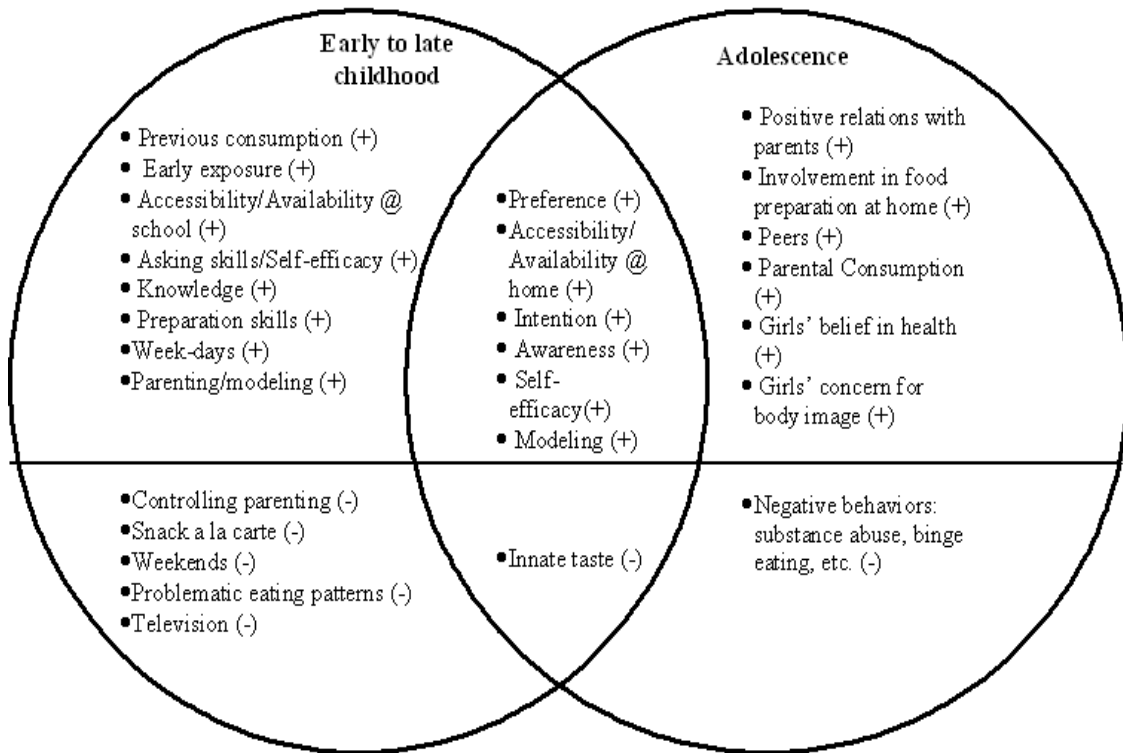 Early to late
childhood
• Previous consumption (+)
• Early exposure (+)
• Accessibility/Availability @
school (+)
• Asking skills/Self-efficacy (+)
• Knowledge (+)
• Preparation skills (+)
• Week-days (+)
•Parenting/modeling (+)
•Controlling parenting (-)
•Snack a la carte (-)
•Weekends (-)
•Problematic eating patterns (-)
•Television (-)
•Preference (+)
•Accessibility/
Availability @
home (+)
• Intention (+)
• Awareness (+)
• Self-
efficacy(+)
• Modeling (+)
•Innate taste (-)
Adolescence
• Positive relations with
parents (+)
• Involvement in food
preparation at home (+)
• Peers (+)
• Parental Consumption
(+)
• Girls’ belief in health
(+)
• Girls’ concern for
body image (+)
•Negative behaviors:
substance abuse, binge
eating, etc. (-)